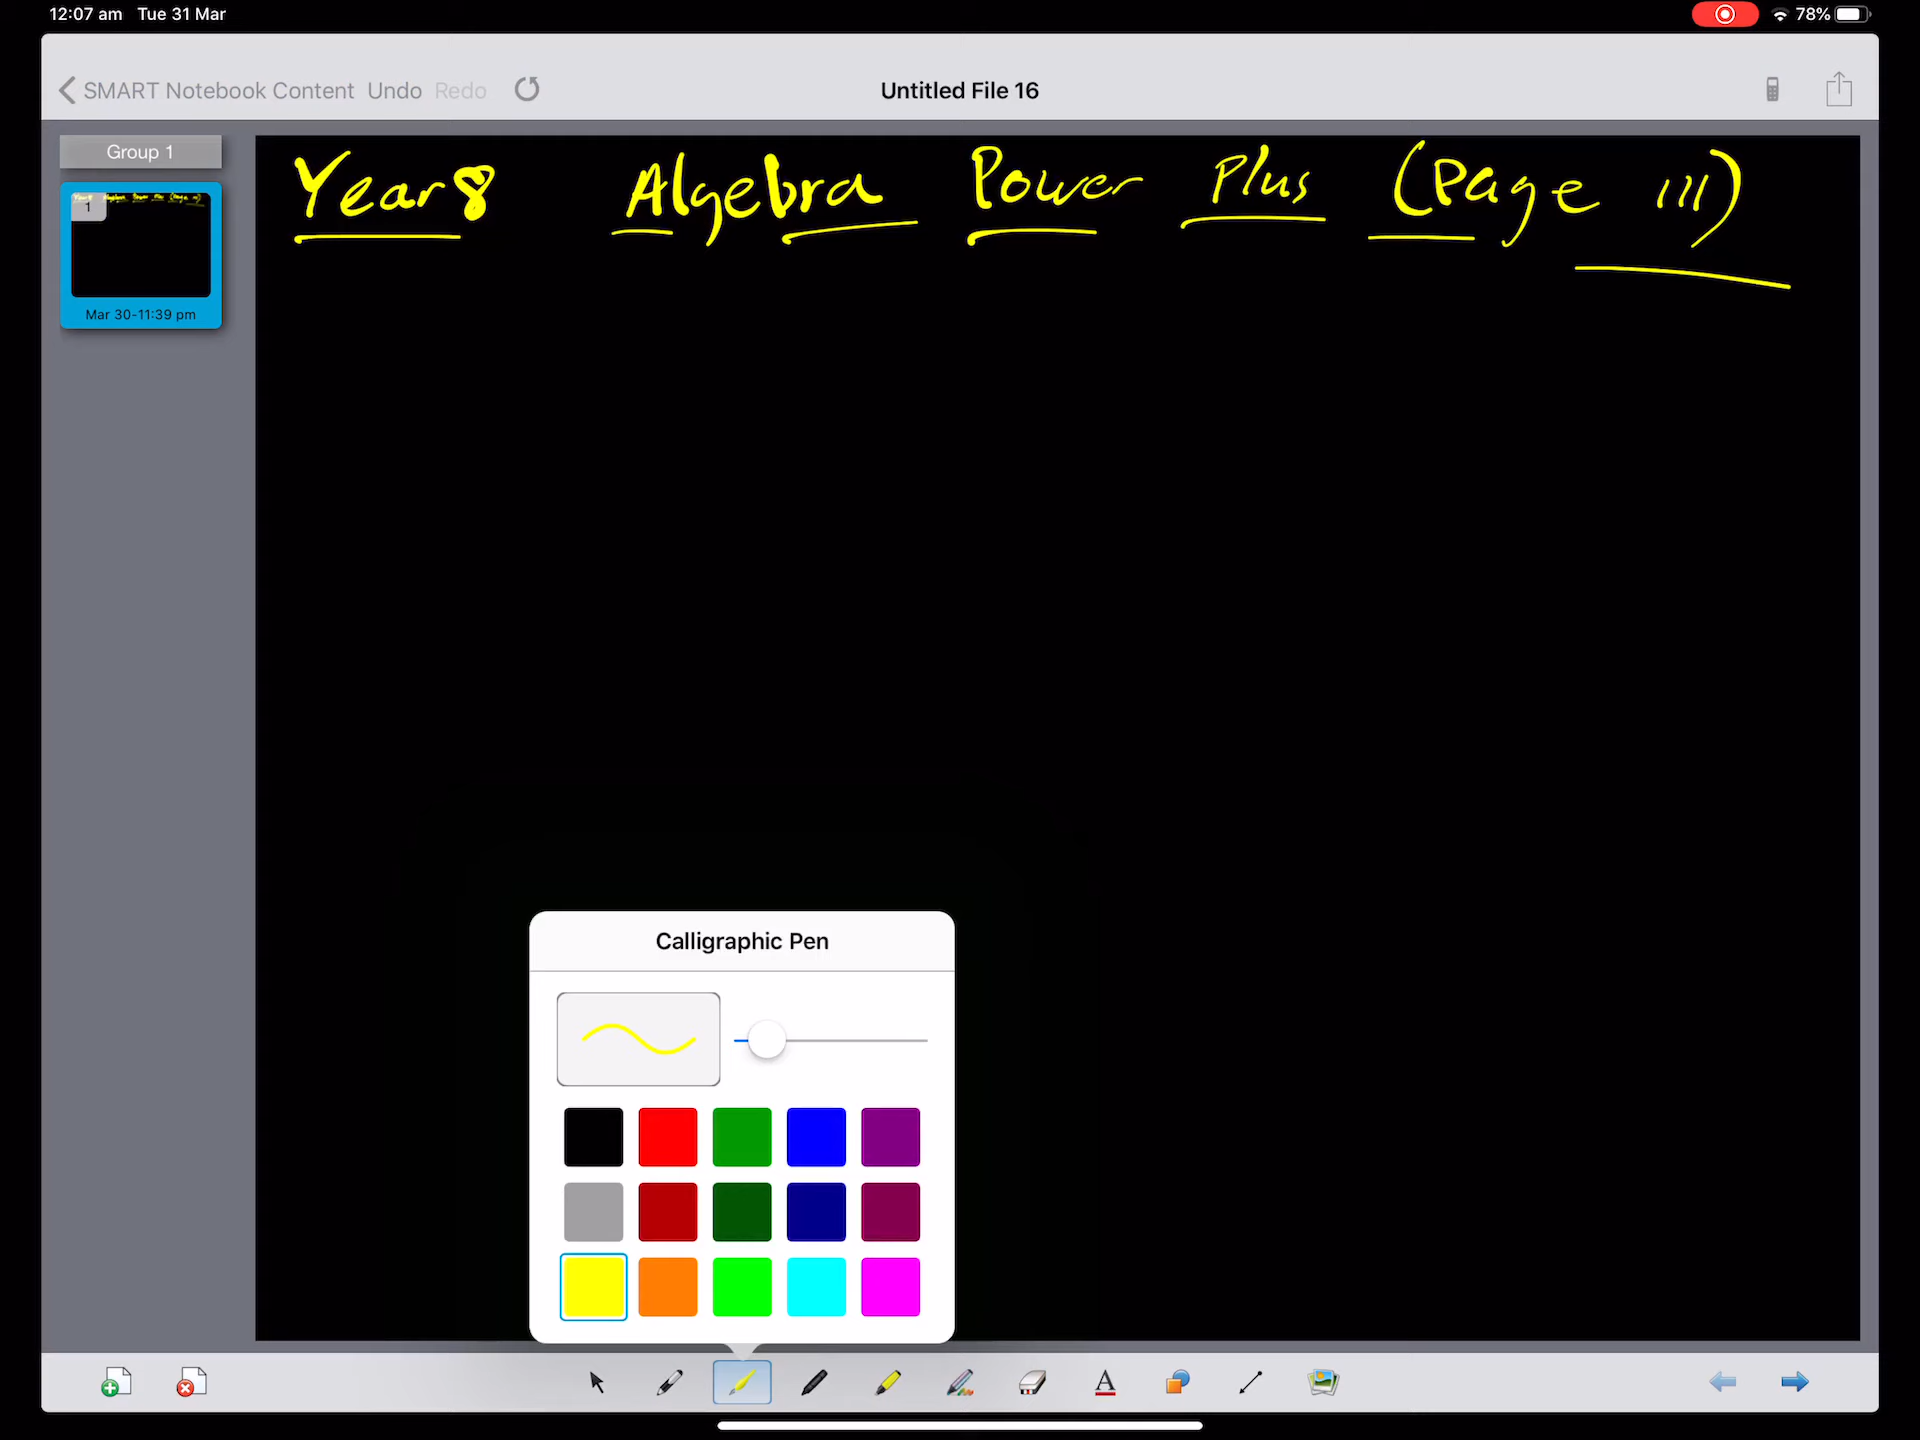 12:07 am Tue 31 Mar 78%
SMART Notebook Content Undo Redo Untitled File 16
Group 1
Year 8 Algebra Power Plus (Page 111)
1
Mar 30-11:39 pm
Calligraphic Pen
A